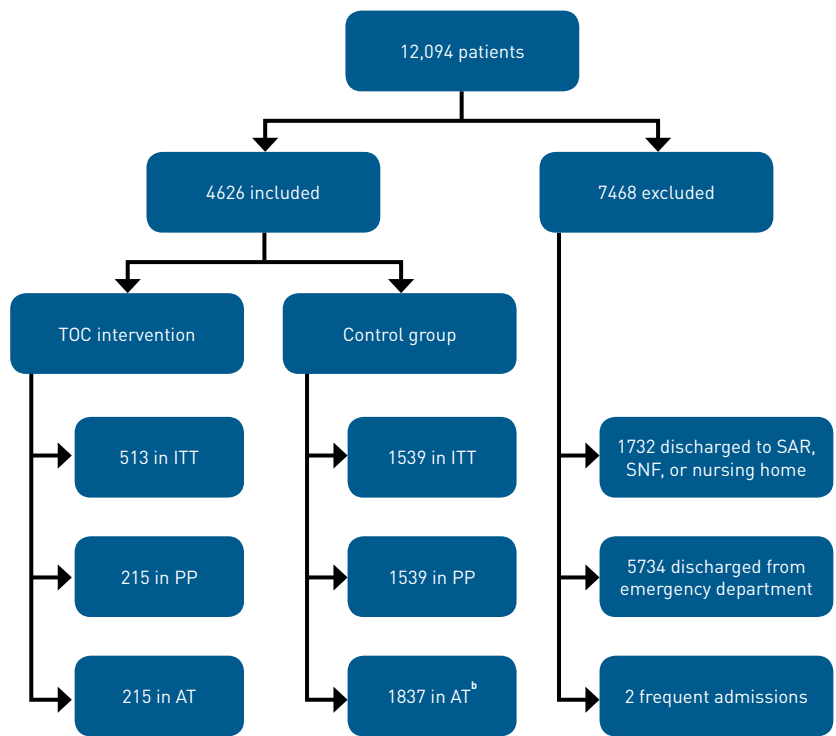 12,094 patients
4626 included
7468 excluded
TOC intervention
Control group
513 in ITT
1539 in ITT
1732 discharged to SAR,
SNF, or nursing home
215 in PP
1539 in PP
5734 discharged from
emergency department
215 in AT
1837 in ATᵇ
2 frequent admissions